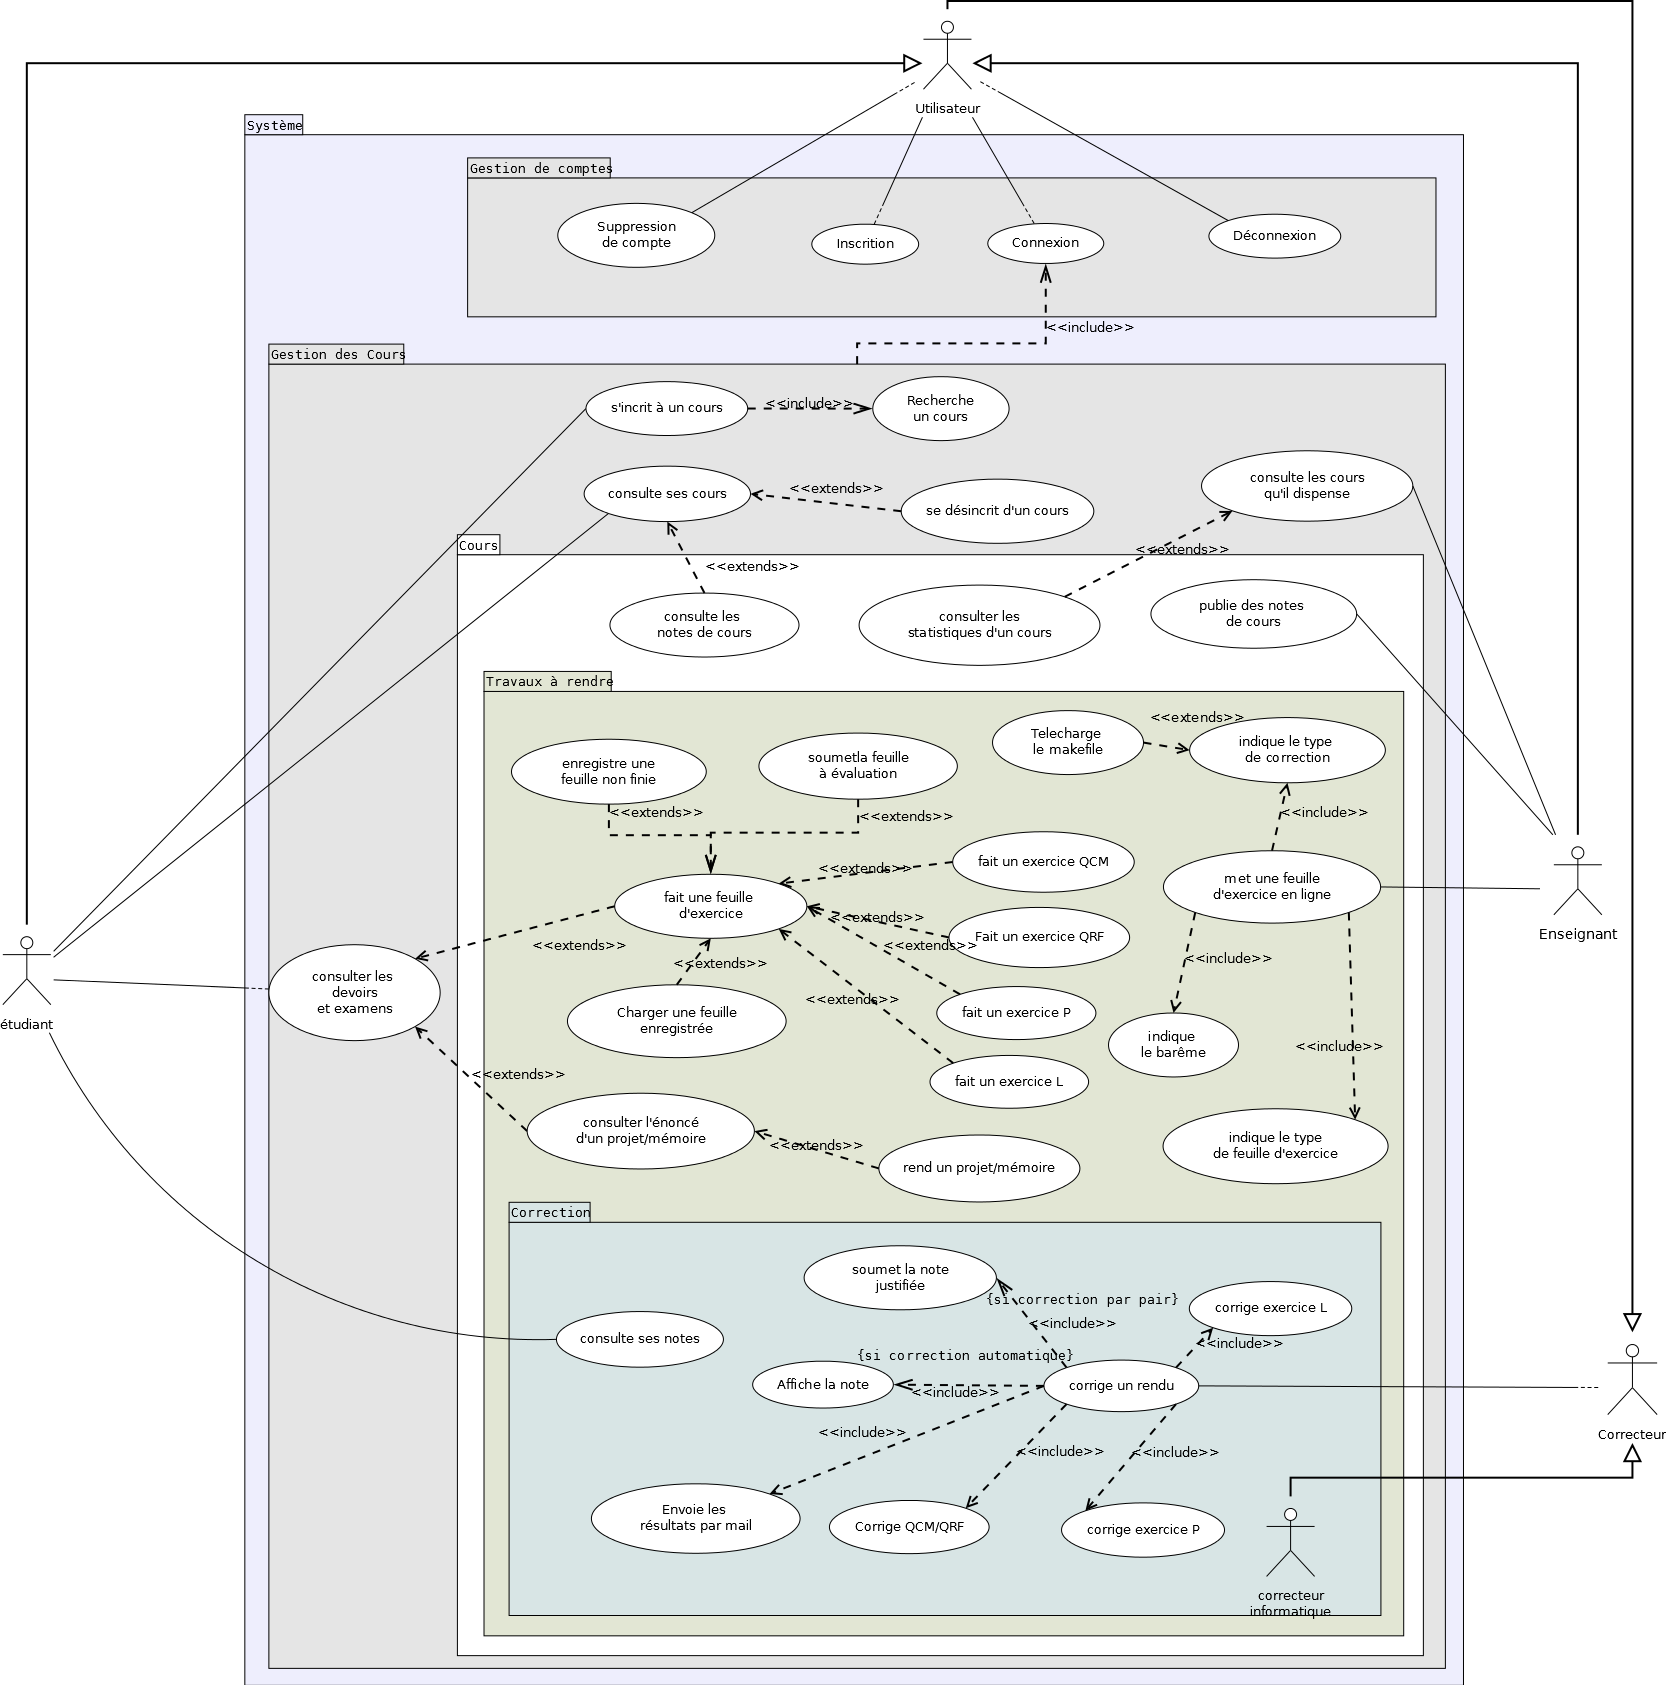 Utilisateur
Système
Gestion de comptes
Suppression
de compte
Inscrition
Connexion
Déconnexion
<<include>>
Gestion des Cours
s'incrit à un cours
<<include>>
Recherche
un cours
consulte ses cours
<<extends>>
se désincrit d'un cours
consulte les cours
qu'il dispense
Cours
<<extends>>
<<extends>>
consulte les
notes de cours
consulter les
statistiques d'un cours
publie des notes
de cours
Travaux à rendre
enregistre une
feuille non finie
soumetla feuille
à évaluation
Telecharge
le makefile
<<extends>>
indique le type
de correction
<<extends>>
<<extends>>
<<include>>
fait un exercice QCM
<<extends>>
fait une feuille
d'exercice
met une feuille
d'exercice en ligne
<<extends>>
Fait un exercice QRF
Enseignant
<<extends>>
<<extends>>
<<extends>>
<<include>>
consulter les
devoirs
et examens
étudiant
Charger une feuille
enregistrée
<<extends>>
fait un exercice P
indique
le barême
<<include>>
<<extends>>
fait un exercice L
consulter l'énoncé
d'un projet/mémoire
<<extends>>
rend un projet/mémoire
indique le type
de feuille d'exercice
Correction
soumet la note
justifiée
{si correction par pair}
<<include>>
corrige exercice L
<<include>>
consulte ses notes
{si correction automatique}
Affiche la note
<<include>>
corrige un rendu
Correcteur
<<include>>
<<include>>
<<include>>
Envoie les
résultats par mail
Corrige QCM/QRF
corrige exercice P
correcteur
informatique